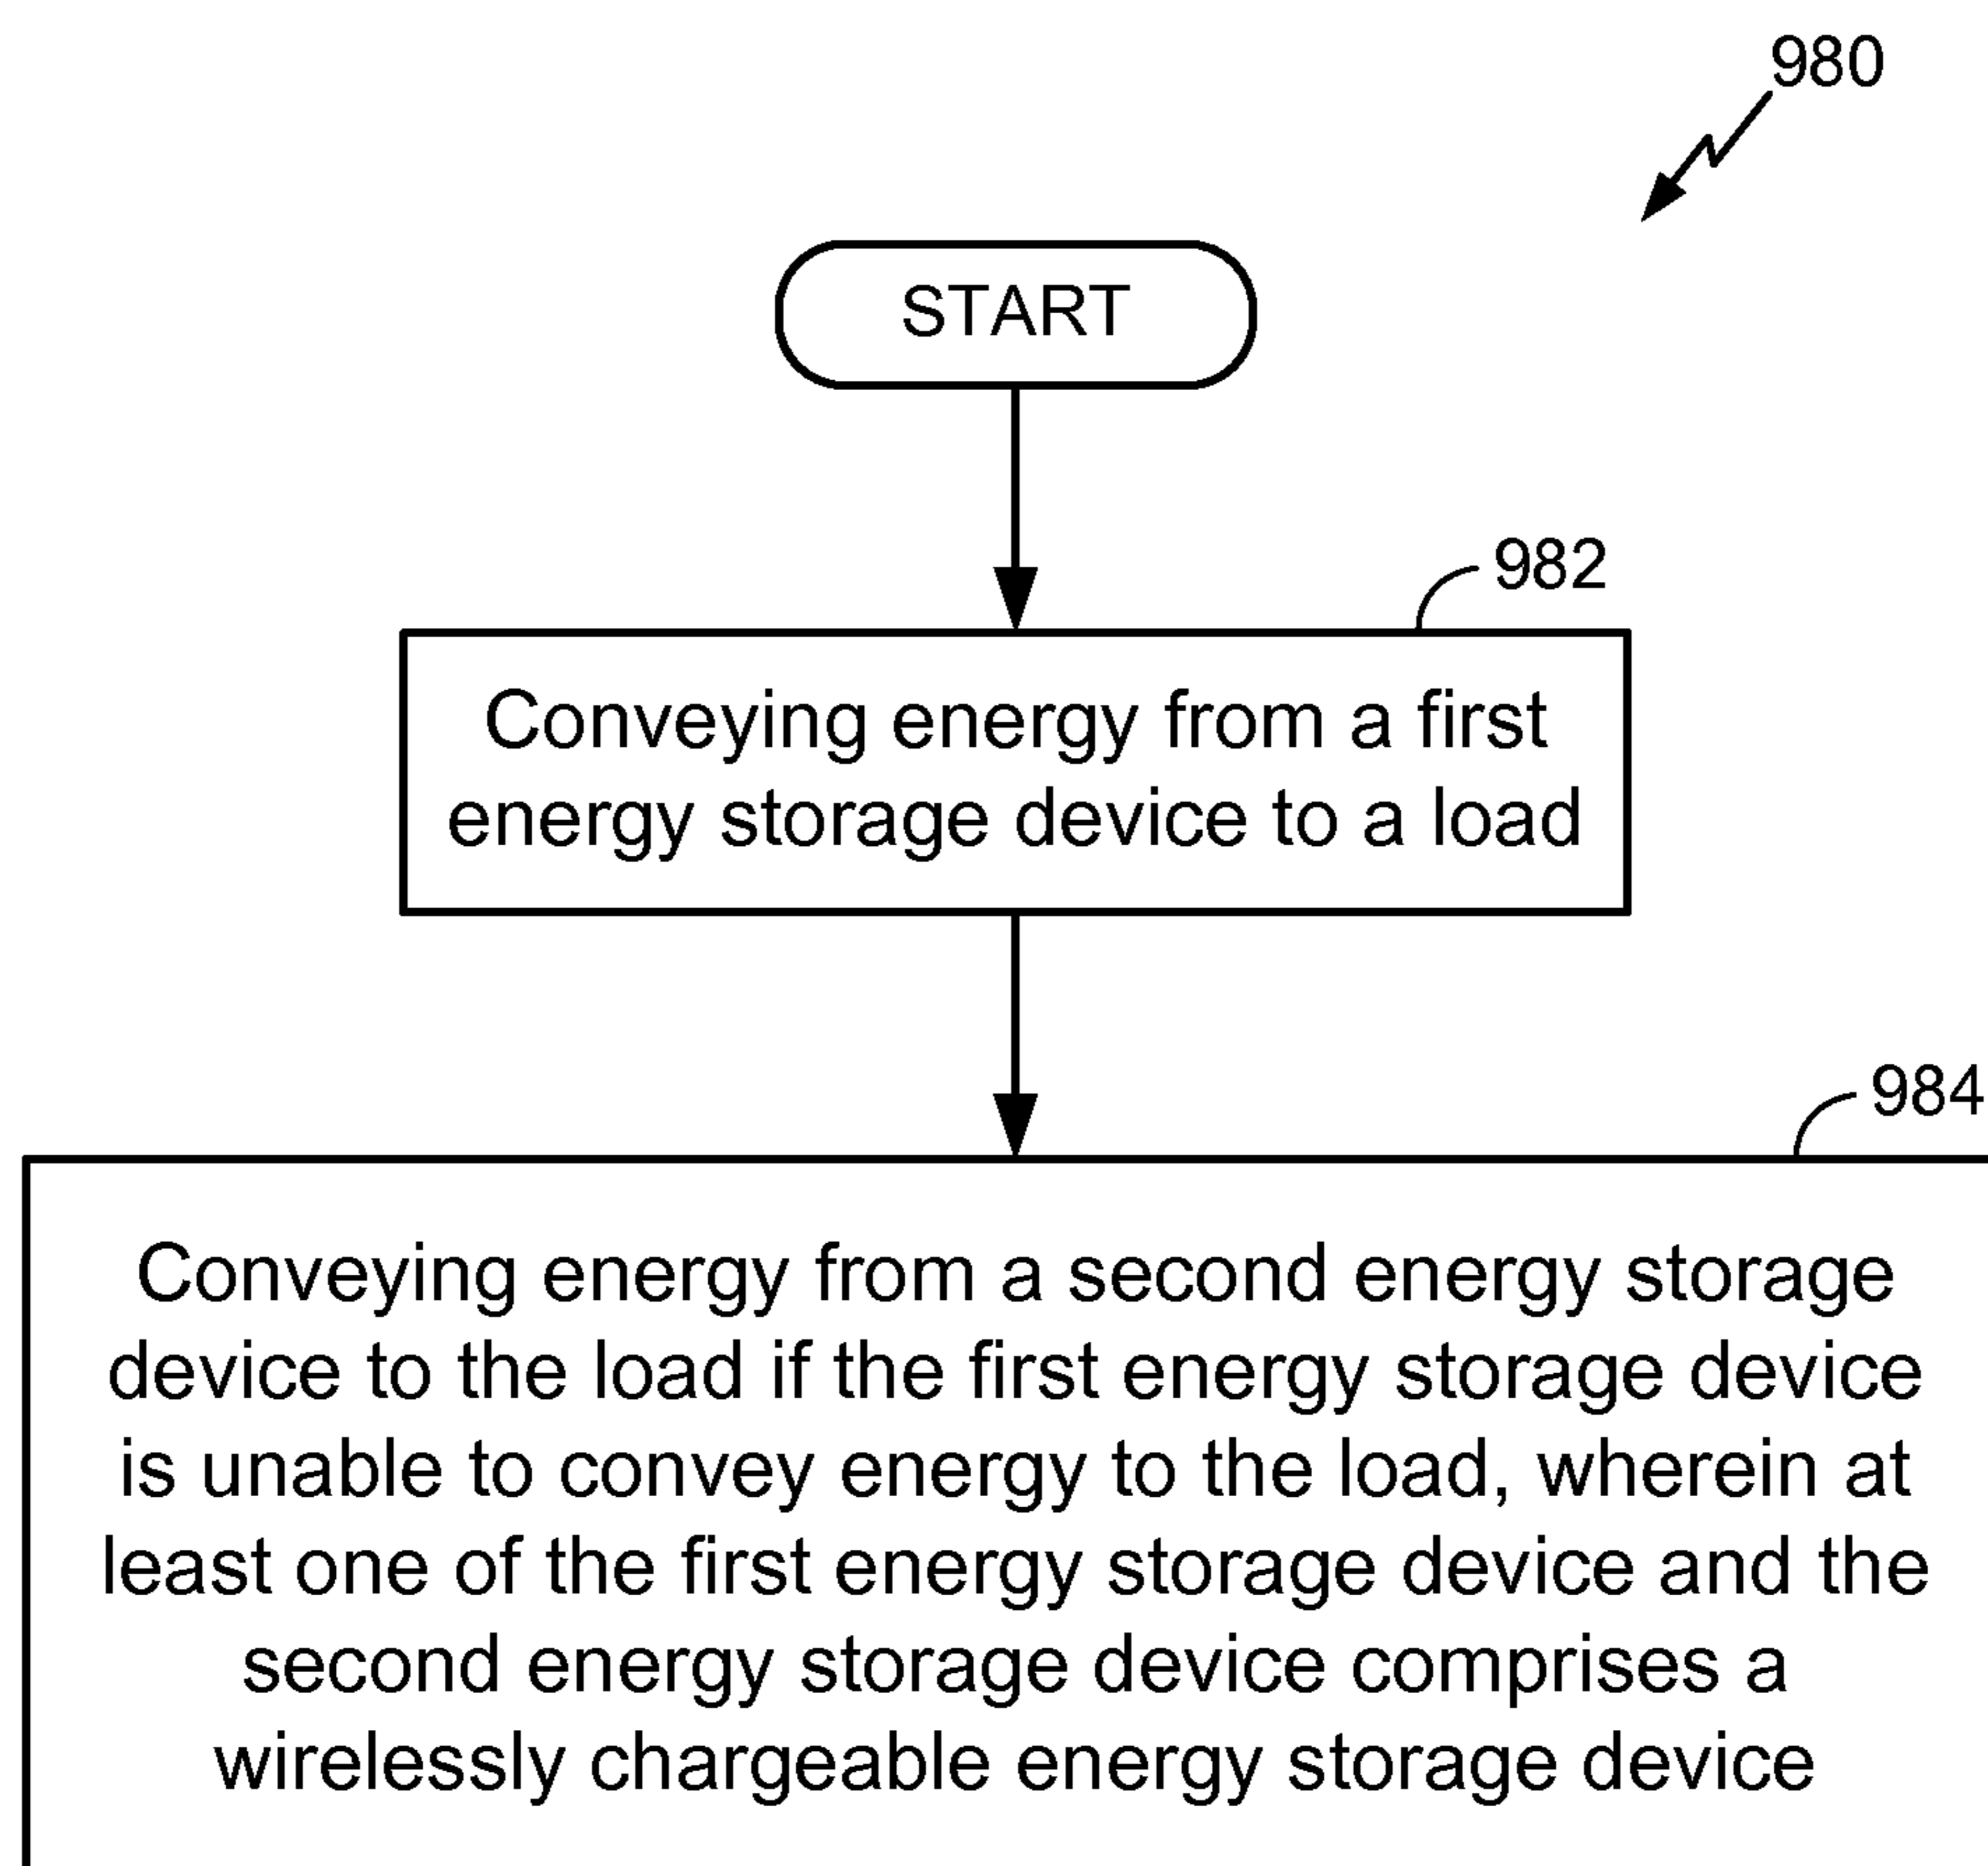 980
START
982
Conveying energy from a first
energy storage device to a load
984
Conveying energy from a second energy storage
device to the load if the first energy storage device
is unable to convey energy to the load, wherein at
least one of the first energy storage device and the
second energy storage device comprises a
wirelessly chargeable energy storage device